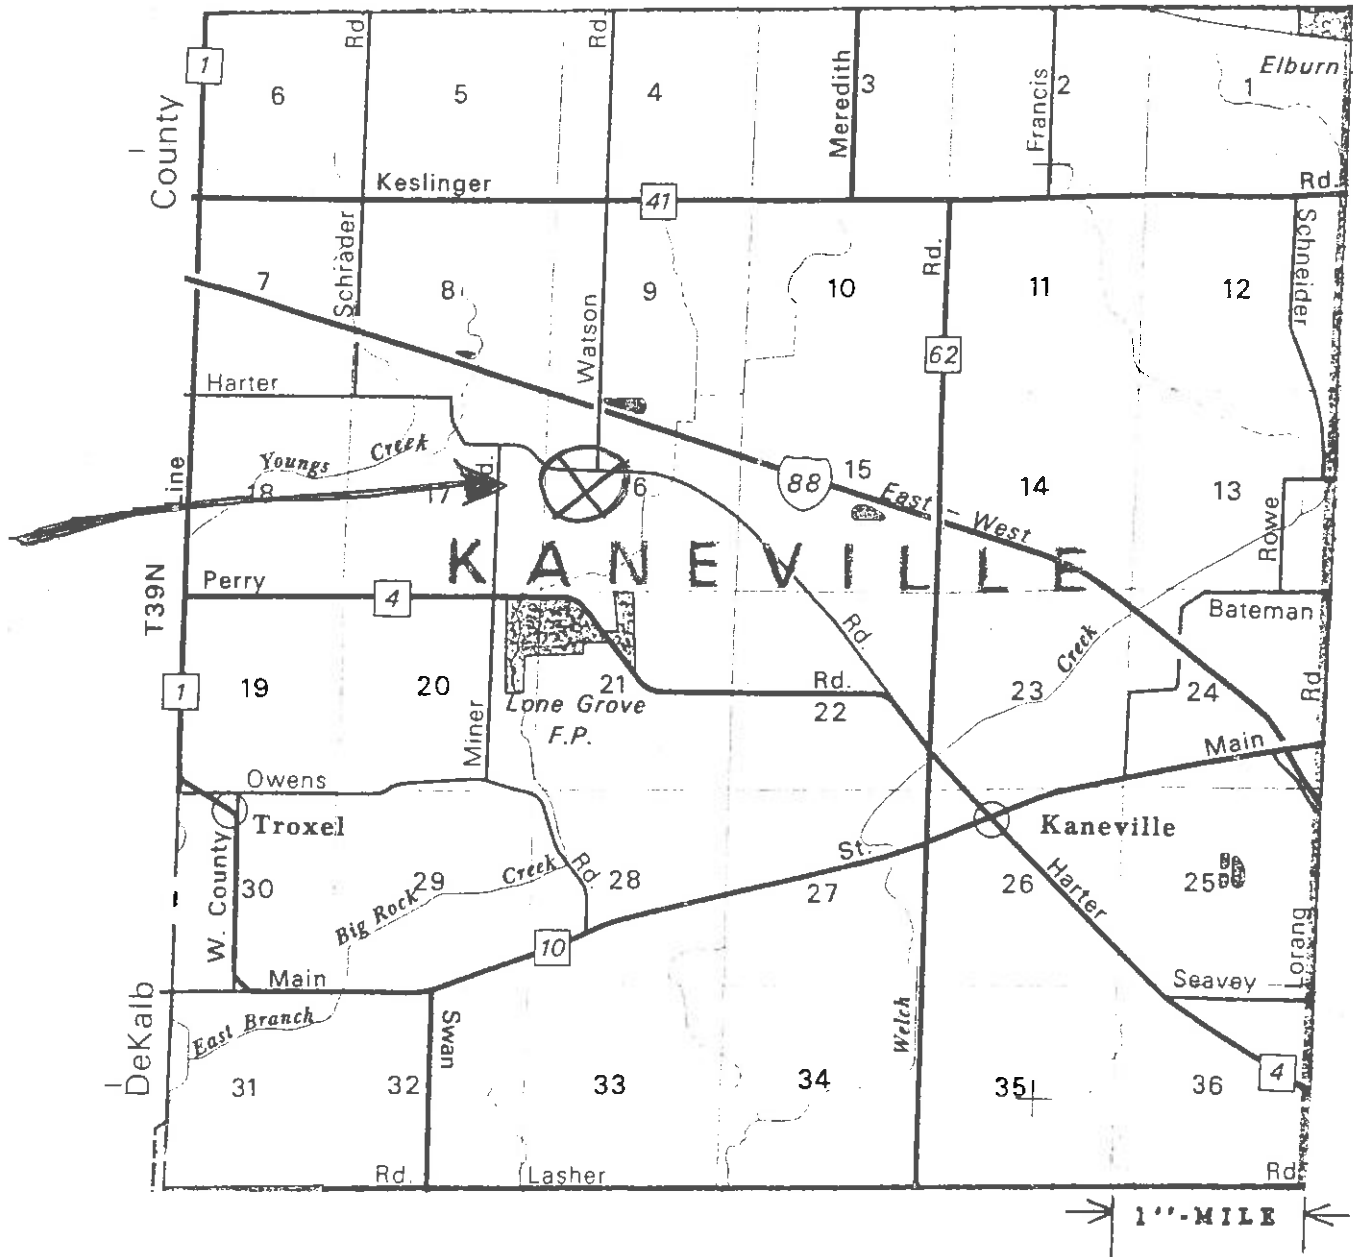 Rd
Rd
Elburn
1
6
5
4
Meredith
3
Francis
2
1
County
Keslinger
41
Rd.
Schrader
Rd.
Schneider
7
8
9
10
11
12
Watson
62
Harter
Youngs Creek
Line
18
17
Rd.
16
88
15
East - West
14
13
Rowe
KANEVILLE
T39N
Perry
4
Bateman
Rd
Creek
1
19
20
21
Rd.
22
23
24
Rd.
Lone Grove
F.P.
Miner
Main
Owens
Troxel
Kaneville
W. County
30
29
Creek
Rd
28
St.
27
26
Harter
25
Big Rock
10
Lorang
Main
Seavey
DeKalb
East Branch
Swan
Welch
31
32
33
34
35
36
4
Rd.
Lasher
Rd
1''-MILE